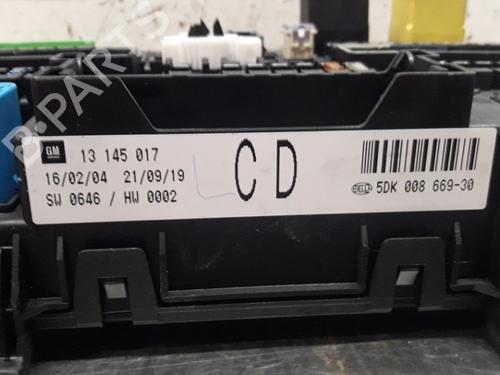 B-PARTS
GM
13 145 017
16/02/04 21/09/19
SW 0646 / HW 0002
CD
HELLA 5DK 008 669-30